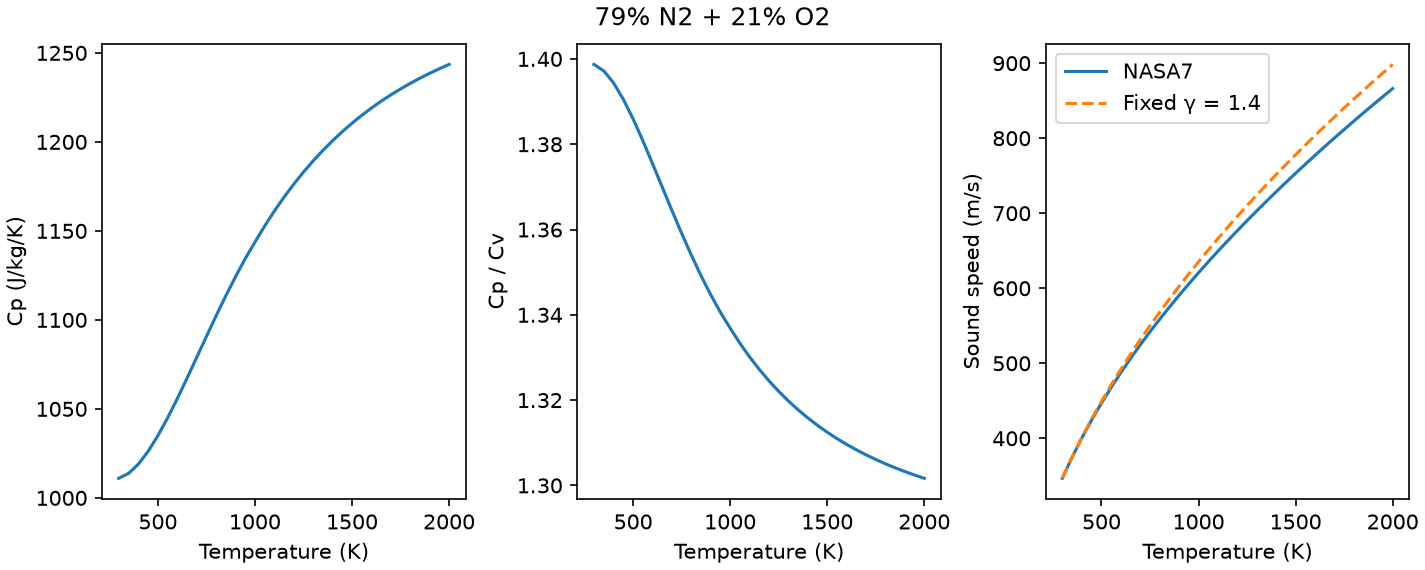 79% N2 + 21% O2
Cp (J/kg/K)
1250
1200
1150
1100
1050
1000
500 1000 1500 2000
Temperature (K)
Cp / Cv
1.40
1.38
1.36
1.34
1.32
1.30
500 1000 1500 2000
Temperature (K)
Sound speed (m/s)
900
800
700
600
500
400
NASA7
Fixed γ = 1.4
500 1000 1500 2000
Temperature (K)